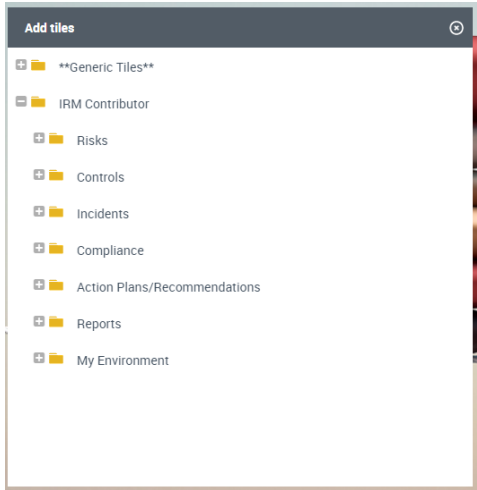 Add tiles
**Generic Tiles**
IRM Contributor
Risks
Controls
Incidents
Compliance
Action Plans/Recommendations
Reports
My Environment